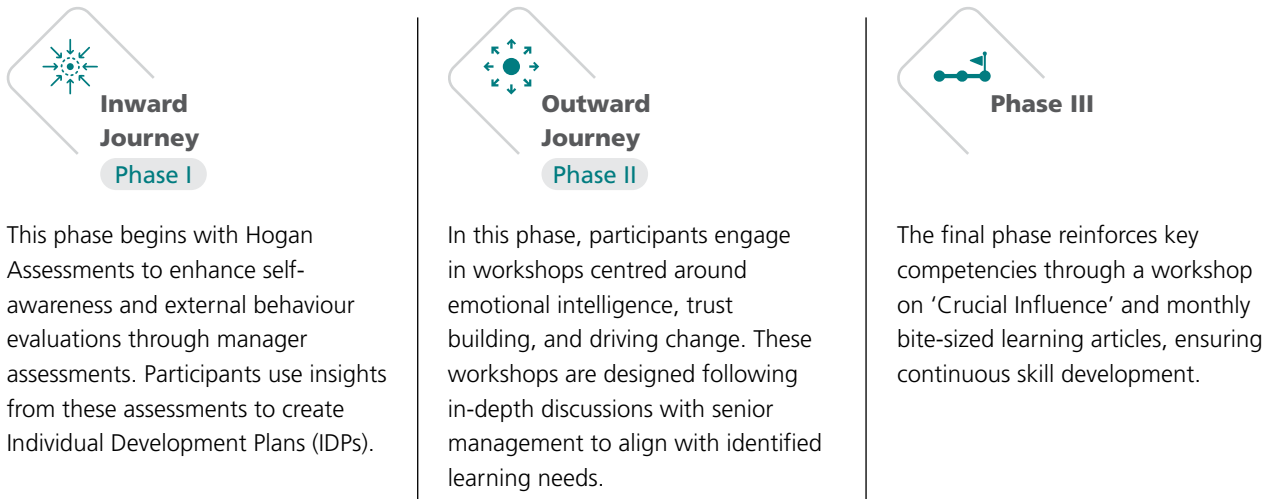 Inward
Journey
Phase I
This phase begins with Hogan
Assessments to enhance self-
awareness and external behaviour
evaluations through manager
assessments. Participants use insights
from these assessments to create
Individual Development Plans (IDPs).
Outward
Journey
Phase II
In this phase, participants engage
in workshops centred around
emotional intelligence, trust
building, and driving change. These
workshops are designed following
in-depth discussions with senior
management to align with identified
learning needs.
Phase III
The final phase reinforces key
competencies through a workshop
on ‘Crucial Influence’ and monthly
bite-sized learning articles, ensuring
continuous skill development.